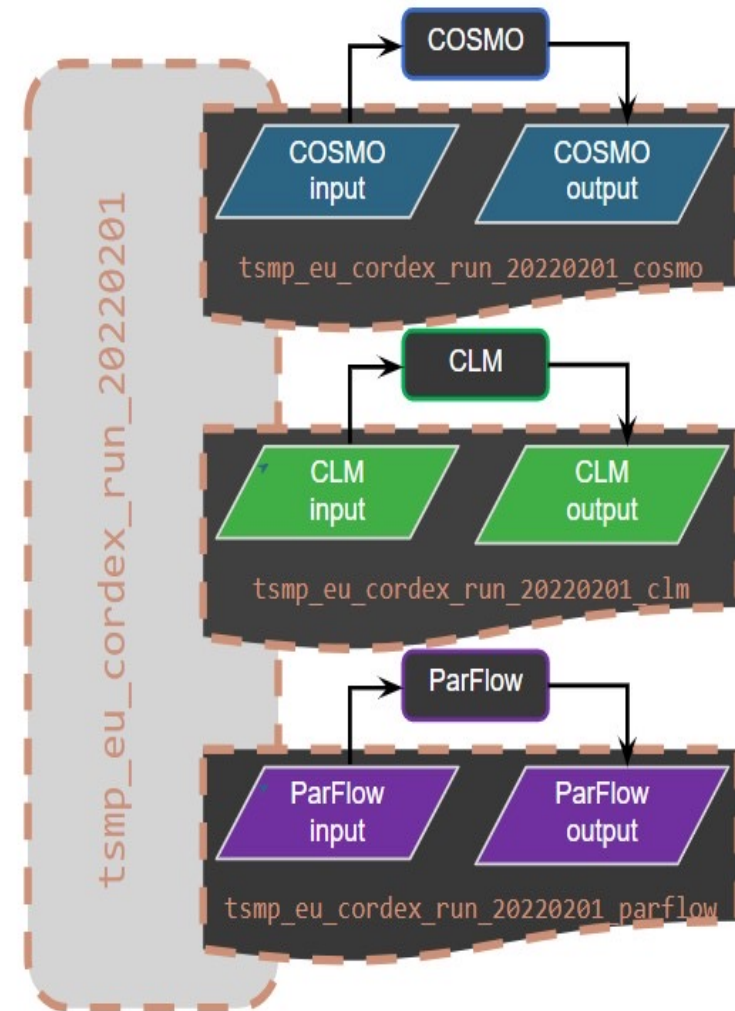 tsmp_eu_cordex_run_20220201
COSMO
COSMO
input
COSMO
output
tsmp_eu_cordex_run_20220201_cosmo
CLM
CLM
input
CLM
output
tsmp_eu_cordex_run_20220201_clm
ParFlow
ParFlow
input
ParFlow
output
tsmp_eu_cordex_run_20220201_parflow